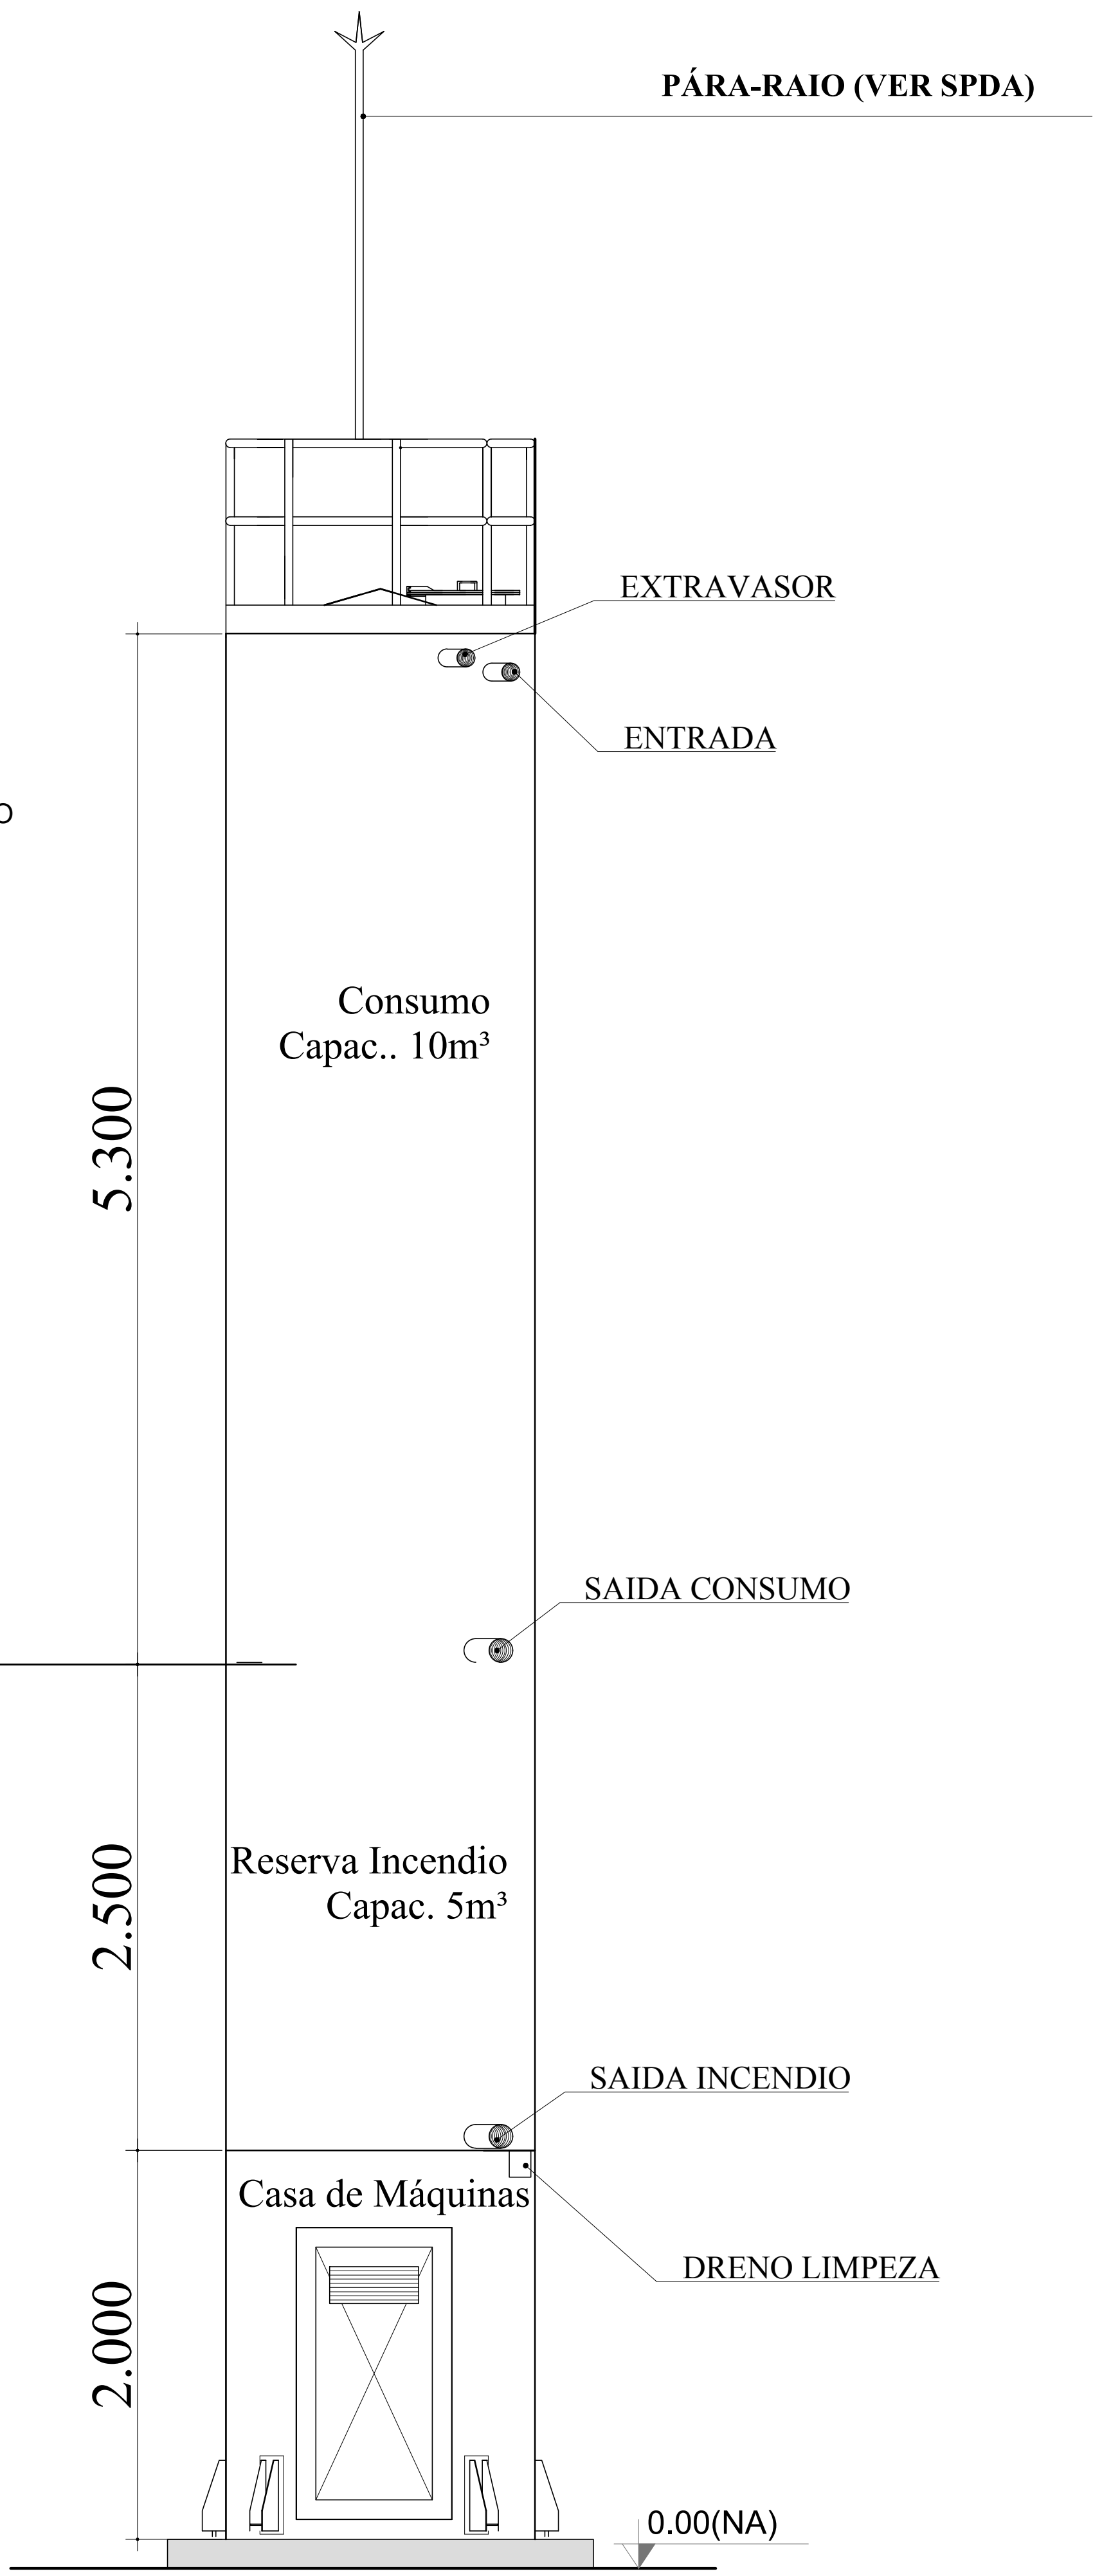 PÁRA-RAIO (VER SPDA)
EXTRAVASOR
ENTRADA
o
Consumo
Capac.. 10m³
5.300
SAIDA CONSUMO
Reserva Incendio
Capac. 5m³
2.500
SAIDA INCENDIO
Casa de Máquinas
DRENO LIMPEZA
2.000
0.00(NA)